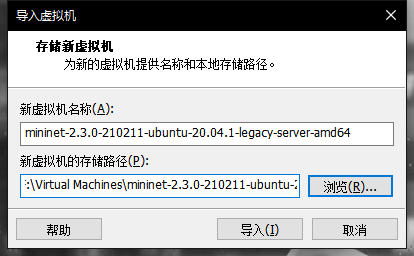 导入虚拟机
存储新虚拟机
为新的虚拟机提供名称和本地存储路径。
新虚拟机名称(A):
mininet-2.3.0-210211-ubuntu-20.04.1-legacy-server-amd64
新虚拟机的存储路径(P):
:\Virtual Machines\mininet-2.3.0-210211-ubuntu-2
浏览(R)...
帮助
导入(I)
取消